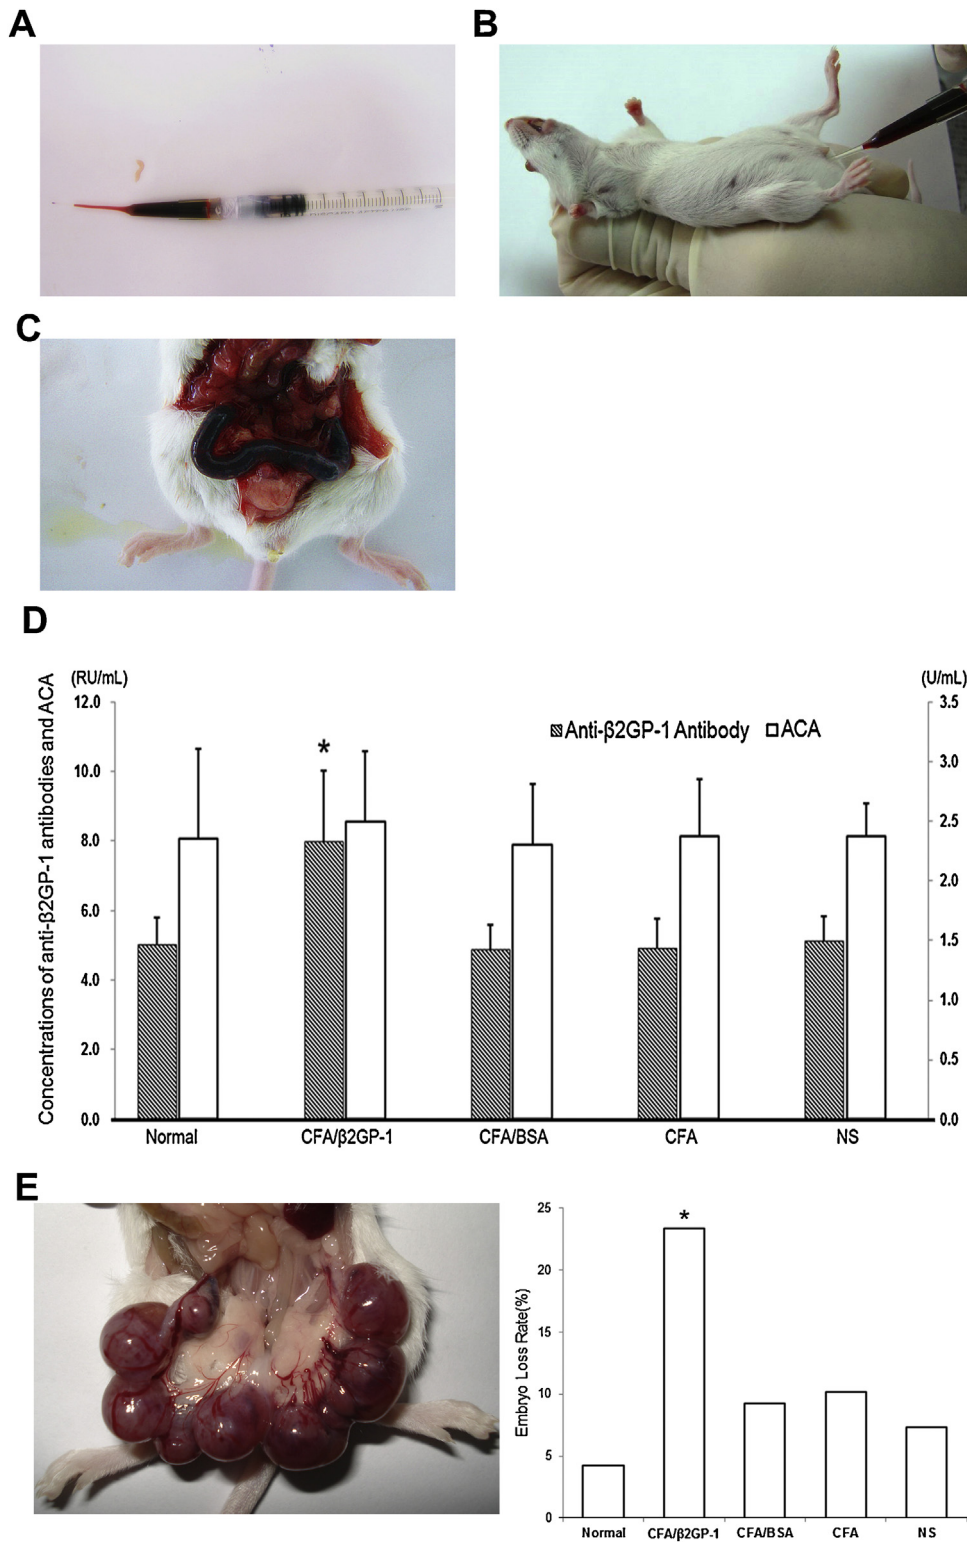 A
B
C
D
(RU/mL)
(U/mL)
Concentrations of anti-β2GP-1 antibodies and ACA
12.0
10.0
8.0
6.0
4.0
2.0
0.0
3.5
3.0
2.5
2.0
1.5
1.0
0.5
0.0
Anti-β2GP-1 Antibody ACA
*
Normal CFA/β2GP-1 CFA/BSA CFA NS
E
Embryo Loss Rate(%)
25
20
15
10
5
0
*
Normal CFA/β2GP-1 CFA/BSA CFA NS